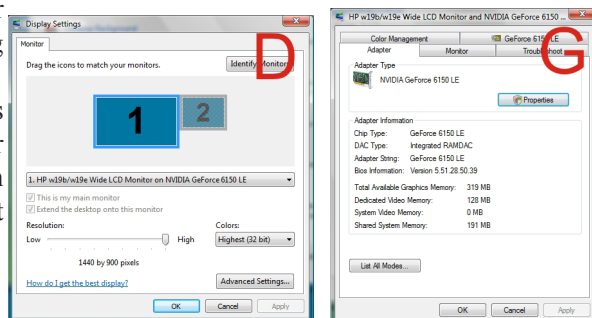 Display Settings
Monitor
Drag the icons to match your monitors.
Identify Monitors
D
1
2
1. HP w19b/w19e Wide LCD Monitor on NVIDIA GeForce 6150 LE
This is my main monitor
Extend the desktop onto this monitor
Resolution:
Colors:
Low
High
Highest (32 bit)
1440 by 900 pixels
How do I get the best display?
Advanced Settings...
OK
Cancel
Apply
HP w19b/w19e Wide LCD Monitor and NVIDIA GeForce 6150 ...
Color Management
GeForce 6150 LE
Adapter
Monitor
Troubleshoot
G
Adapter Type
NVIDIA GeForce 6150 LE
Properties
Adapter Information
Chip Type: GeForce 6150 LE
DAC Type: Integrated RAMDAC
Adapter String: GeForce 6150 LE
Bios Information: Version 5.51.28.50.39
Total Available Graphics Memory: 319 MB
Dedicated Video Memory: 128 MB
System Video Memory: 0 MB
Shared System Memory: 191 MB
List All Modes...
OK
Cancel
Apply